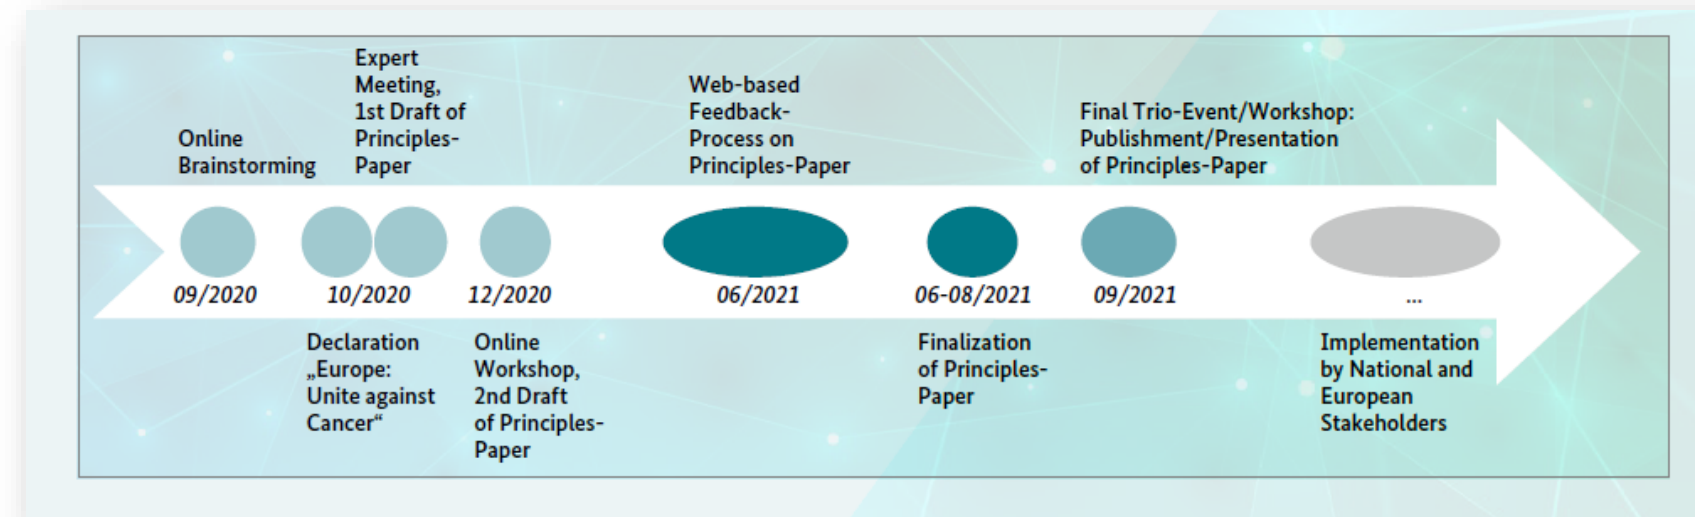 Online
Brainstorming
Expert
Meeting,
1st Draft of
Principles-
Paper
Web-based
Feedback-
Process on
Principles-Paper
Final Trio-Event/Workshop:
Publishment/Presentation
of Principles-Paper
09/2020
10/2020
12/2020
06/2021
06-08/2021
09/2021
...
Declaration
„Europe:
Unite against
Cancer“
Online
Workshop,
2nd Draft
of Principles-
Paper
Finalization
of Principles-
Paper
Implementation
by National and
European
Stakeholders